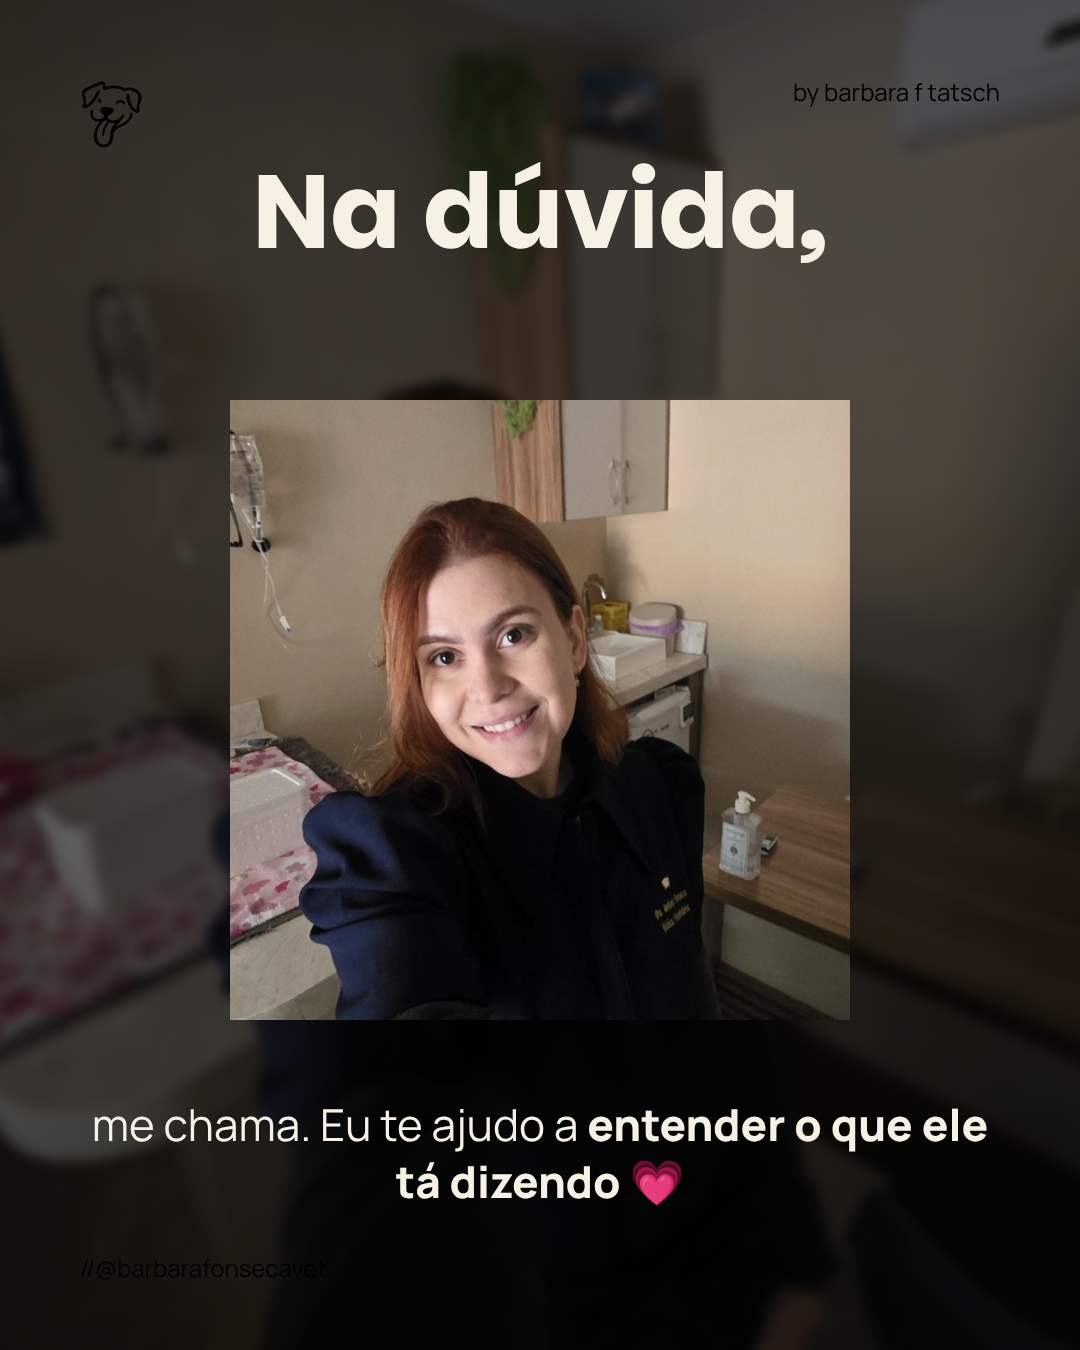 by barbara f tatsch
Na dúvida,
me chama. Eu te ajudo a entender o que ele
tá dizendo 💗
//@barbarafonsecavet